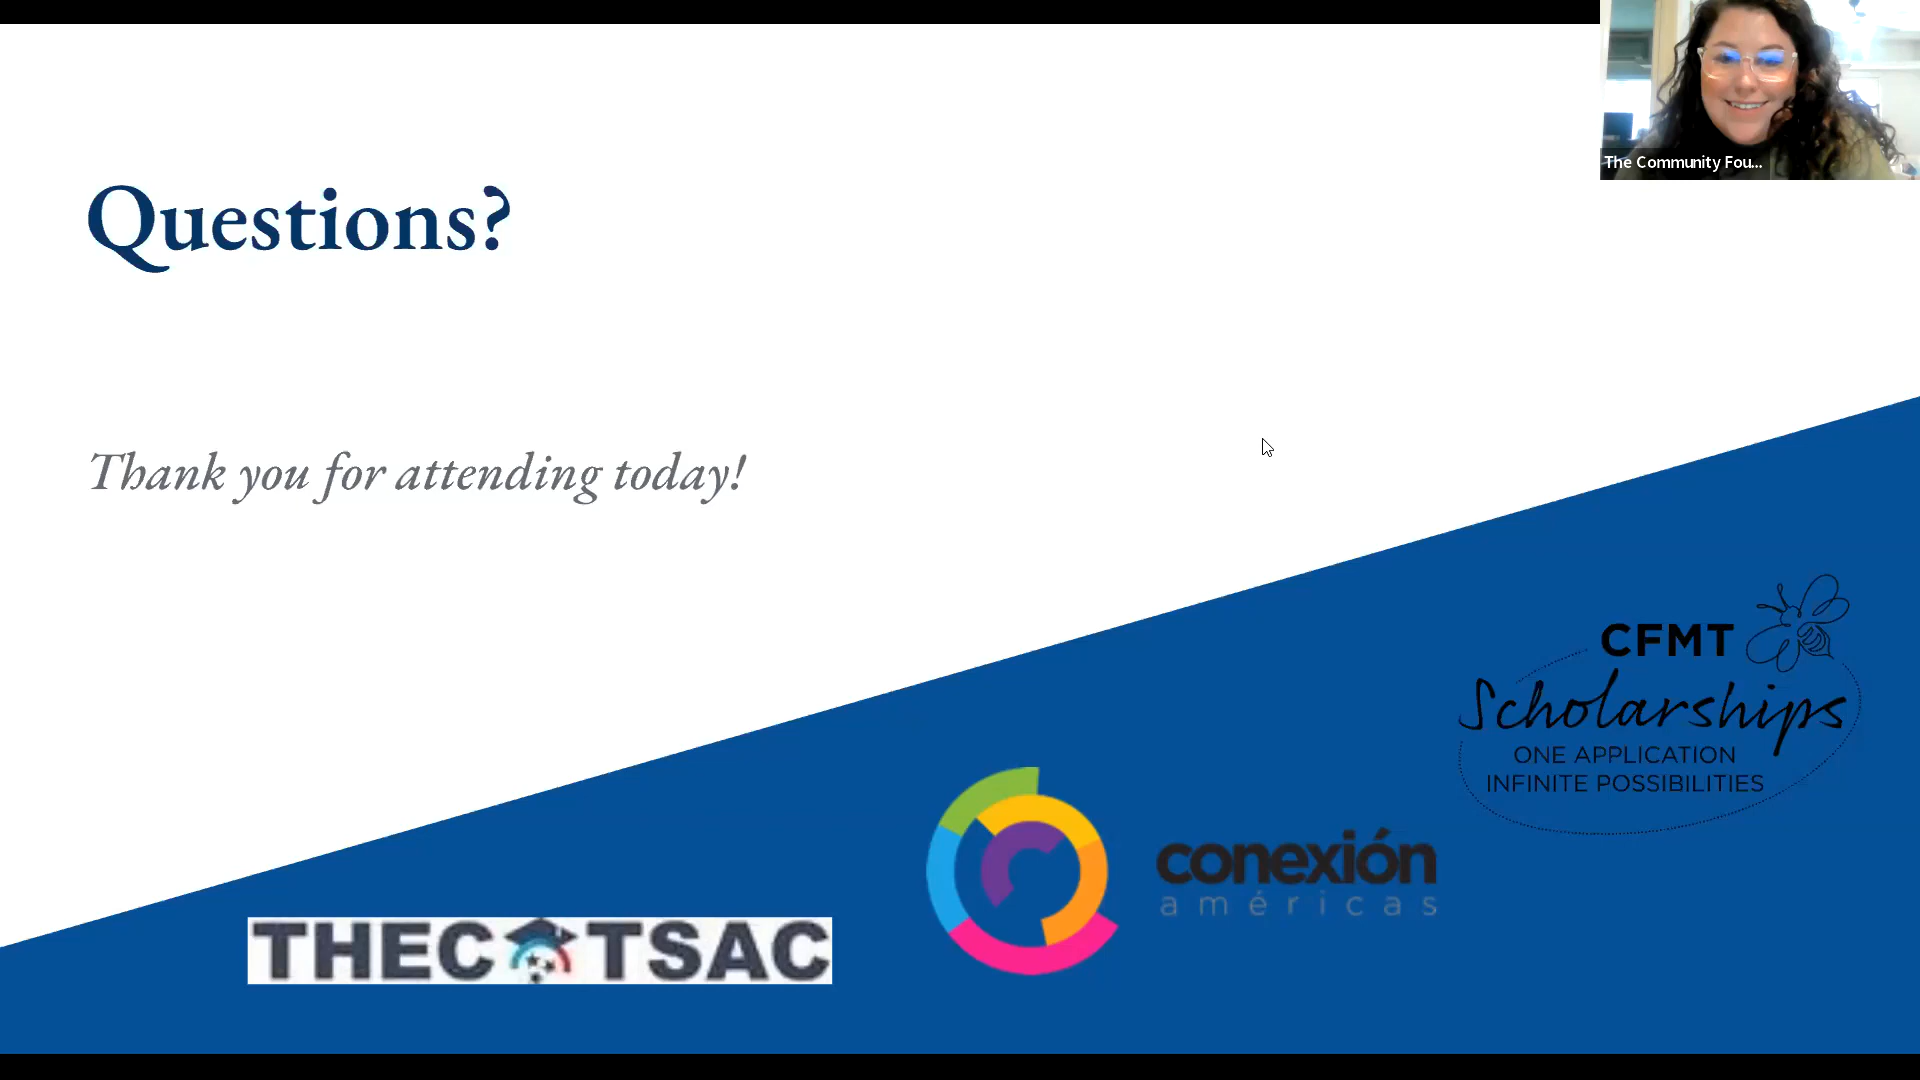 The Community Fou...
Questions?
Thank you for attending today!
CFMT
Scholarships
ONE APPLICATION
INFINITE POSSIBILITIES
conexión
américas
THEC TSAC